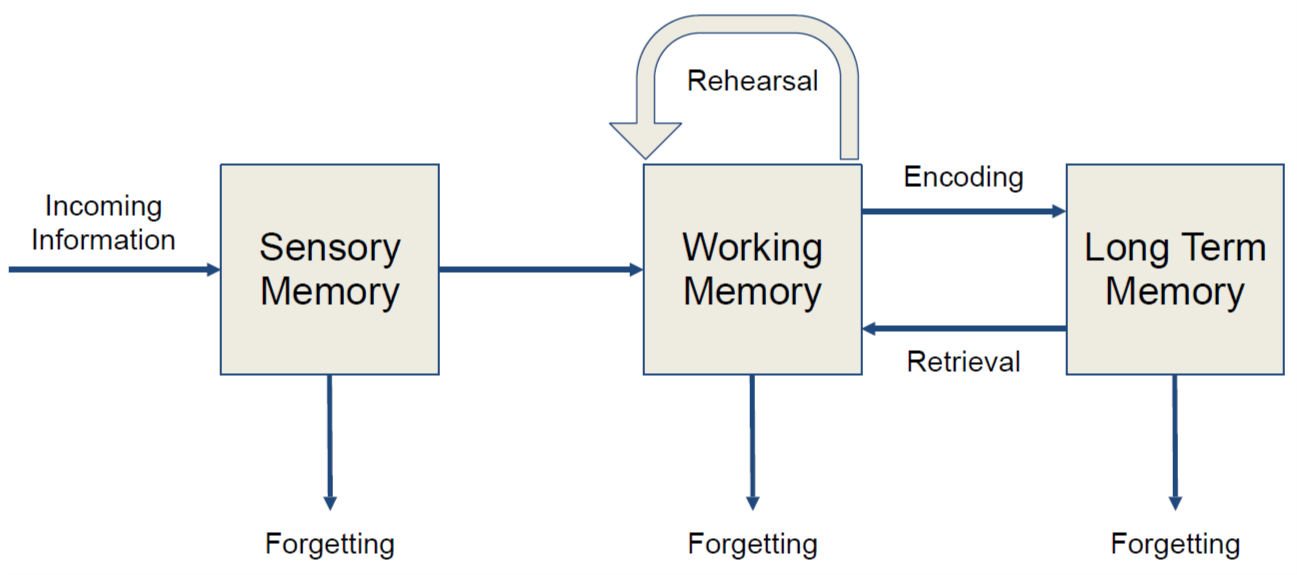 Rehearsal
Incoming
Information
Sensory
Memory
Working
Memory
Encoding
Retrieval
Long Term
Memory
Forgetting
Forgetting
Forgetting